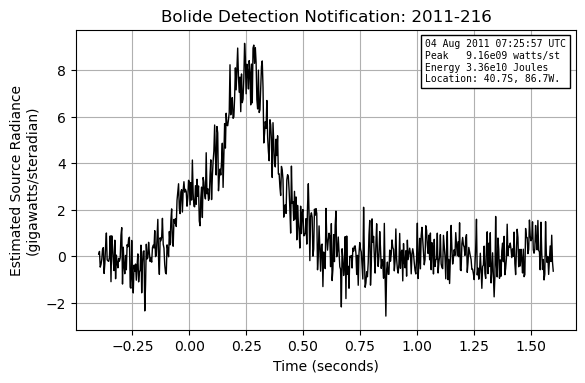 Bolide Detection Notification: 2011-216
04 Aug 2011 07:25:57 UTC
Peak   9.16e09 watts/st
Energy 3.36e10 Joules
Location: 40.7S, 86.7W.
Estimated Source Radiance
(gigawatts/steradian)
8
6
4
2
0
−2
−0.25 0.00 0.25 0.50 0.75 1.00 1.25 1.50
Time (seconds)